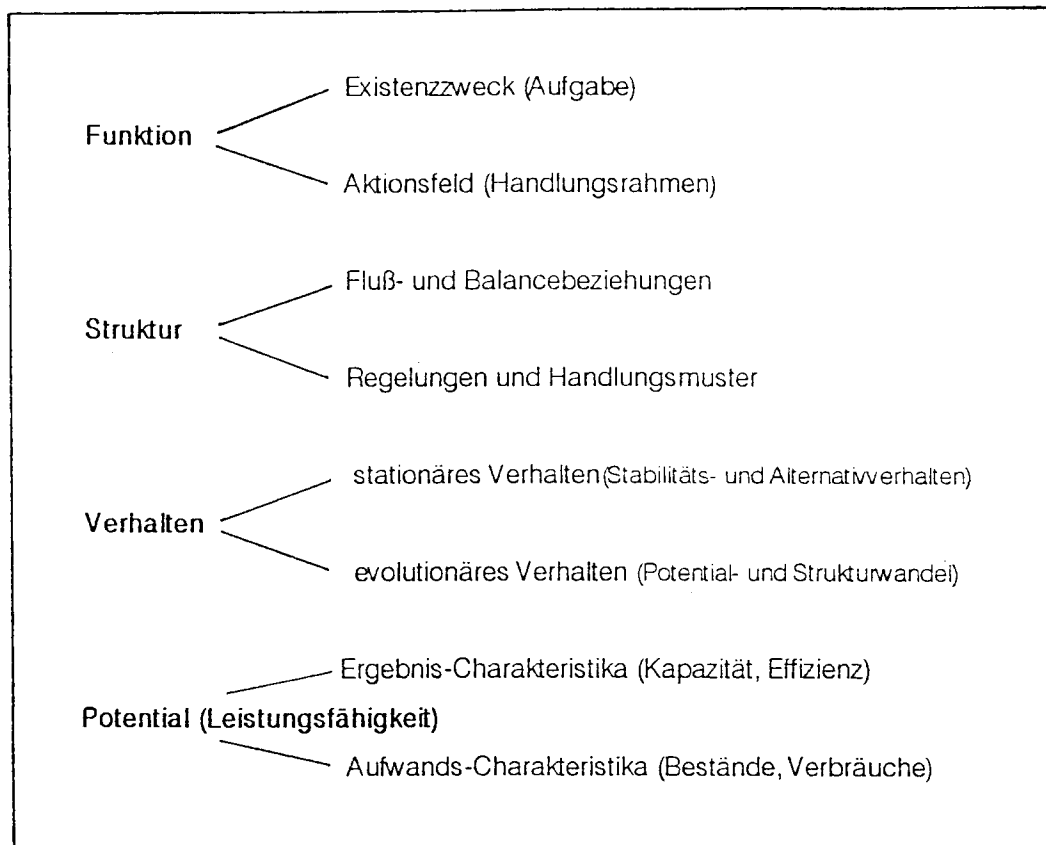 Existenzzweck (Aufgabe)
Funktion
Aktionsfeld (Handlungsrahmen)
Fluß- und Balancebeziehungen
Struktur
Regelungen und Handlungsmuster
stationäres Verhalten (Stabilitäts- und Alternativverhalten)
Verhalten
evolutionäres Verhalten (Potential- und Strukturwandel)
Ergebnis-Charakteristika (Kapazität, Effizienz)
Potential (Leistungsfähigkeit)
Aufwands-Charakteristika (Bestände, Verbräuche)